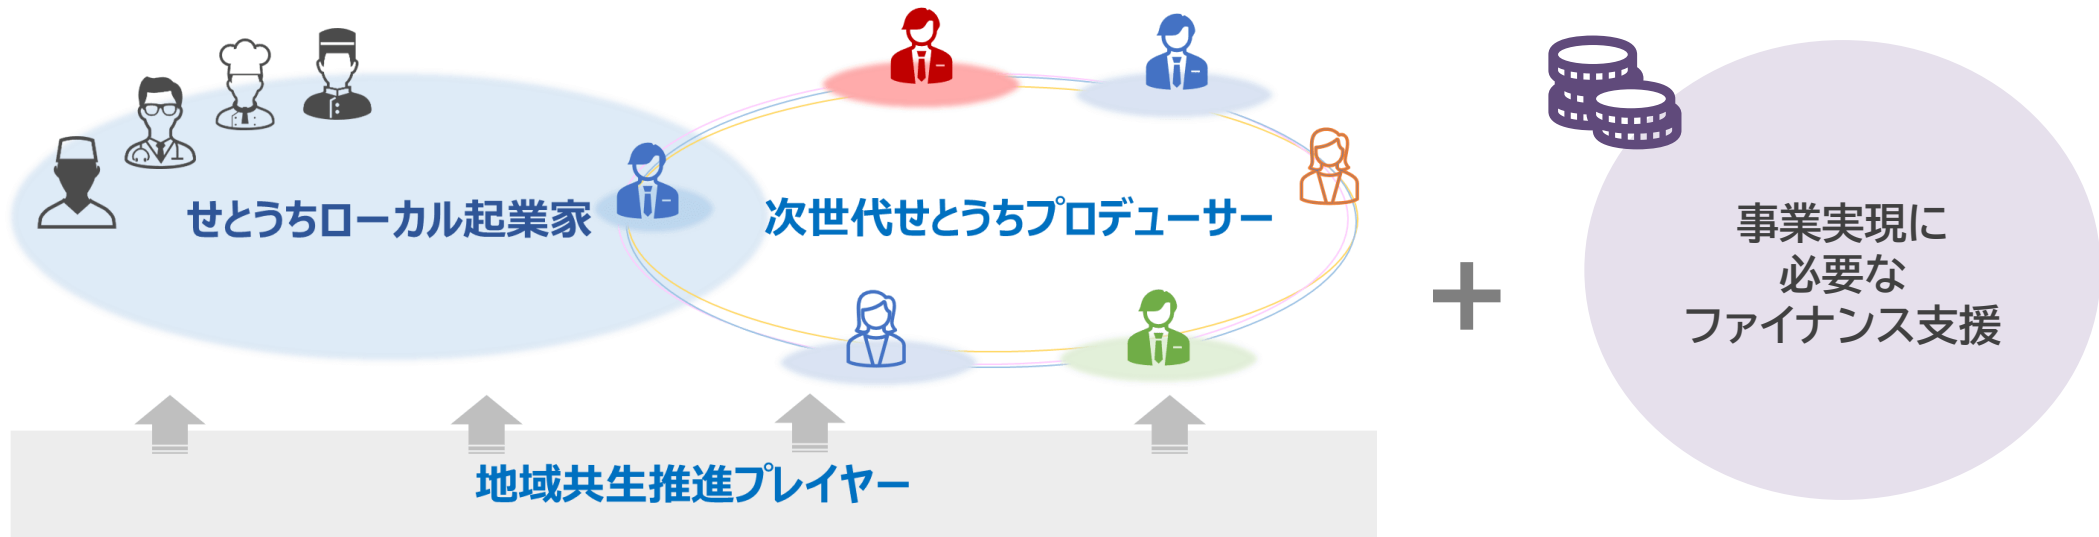 せとうちローカル起業家
次世代せとうちプロデューサー
地域共生推進プレイヤー
+
事業実現に
必要な
ファイナンス支援